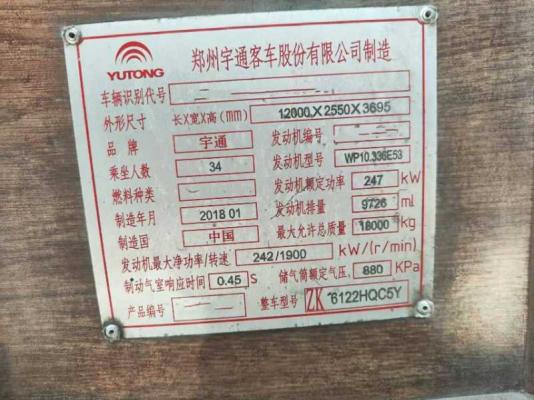 YUTONG 郑州宇通客车股份有限公司制造
车辆识别代号
外形尺寸 长X宽X高(mm) 12000X2550X3695
品牌 宇通 发动机编号
乘坐人数 34 发动机型号 WP10.336E53
燃料种类 发动机额定功率 247 kW
制造年月 2018 01 发动机排量 9726 ml
制造国 中国 最大允许总质量 18000 kg
发动机最大净功率/转速 242/1900 kW/(r/min)
制动气室响应时间 0.45 S 储气筒额定气压 880 KPa
产品编号 整车型号 ZK 6122HQC5Y